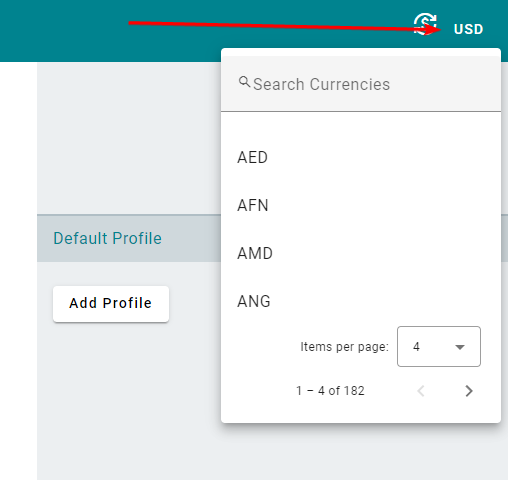 USD
Search Currencies
AED
AFN
AMD
ANG
Default Profile
Add Profile
Items per page: 4
1 – 4 of 182